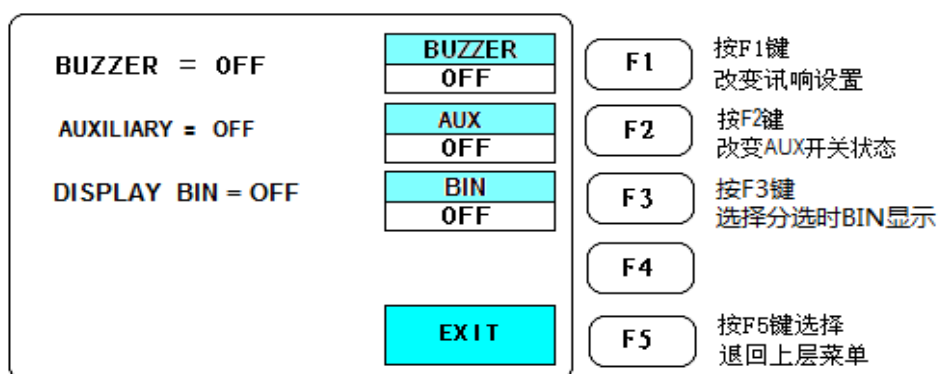 BUZZER = OFF
BUZZER
OFF
F1
按F1键
改变讯响设置
AUXILIARY = OFF
AUX
OFF
F2
按F2键
改变AUX开关状态
DISPLAY BIN = OFF
BIN
OFF
F3
按F3键
选择分选时BIN显示
F4
EXIT
F5
按F5键选择
退回上层菜单